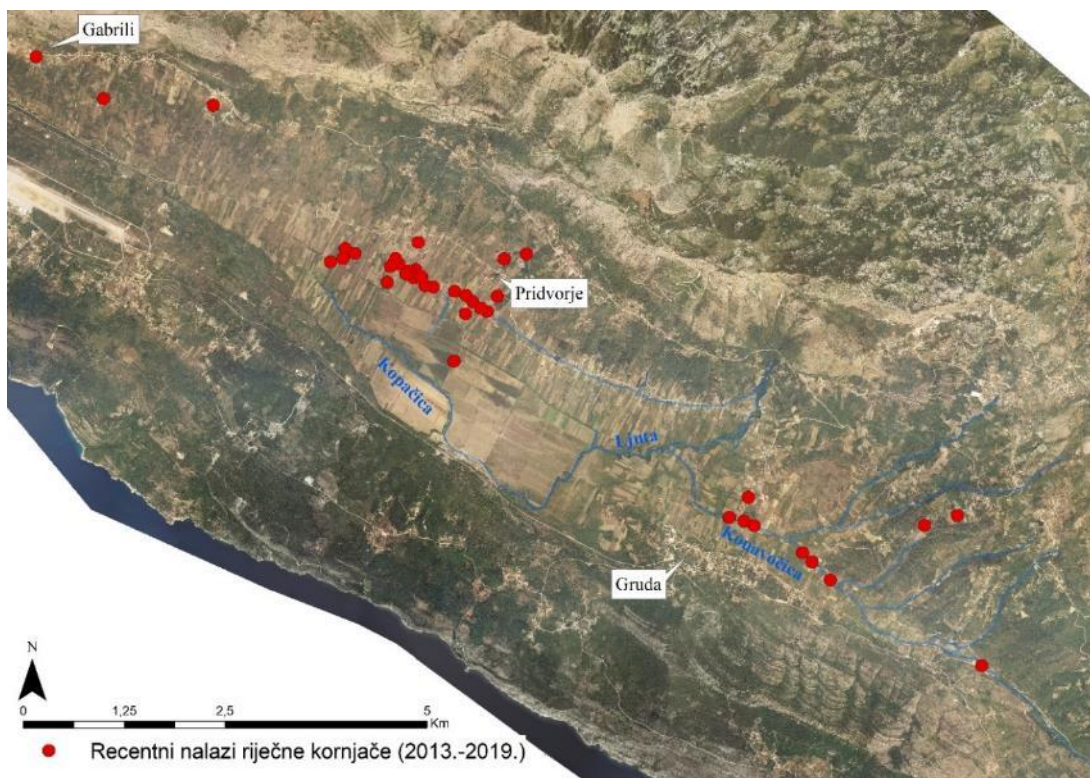 Gabrili
Pridvorje
Kopačica
Ljuta
Konavočica
Gruda
N
0 1,25 2,5 5
Km
Recentni nalazi riječne kornjače (2013.-2019.)